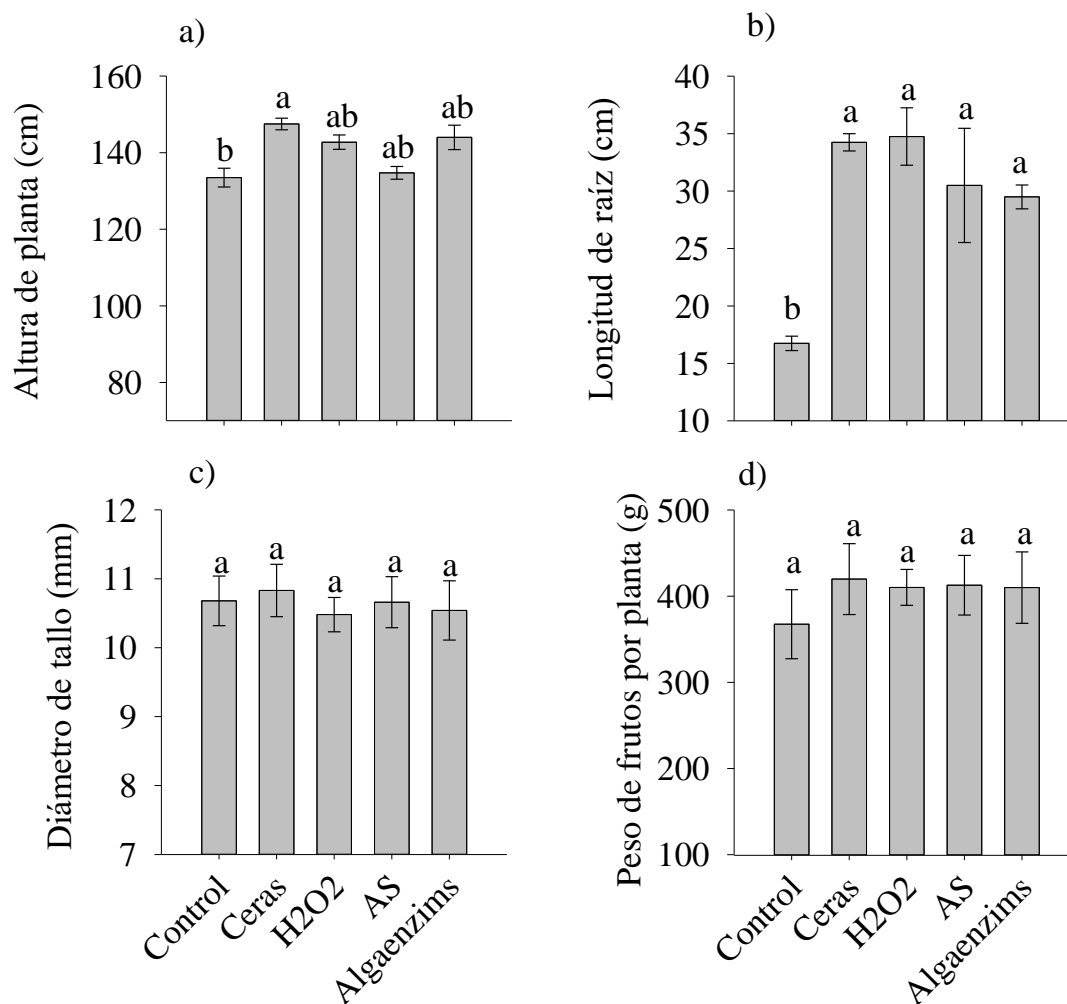 a)
Altura de planta (cm)
160
140
120
100
80
b
a
ab
ab
ab
b)
Longitud de raíz (cm)
40
35
30
25
20
15
10
b
a
a
a
a
c)
Diámetro de tallo (mm)
12
11
10
9
8
7
a
a
a
a
a
Control
Ceras
H2O2
AS
Algaenzims
d)
Peso de frutos por planta (g)
500
400
300
200
100
a
a
a
a
a
Control
Ceras
H2O2
AS
Algaenzims